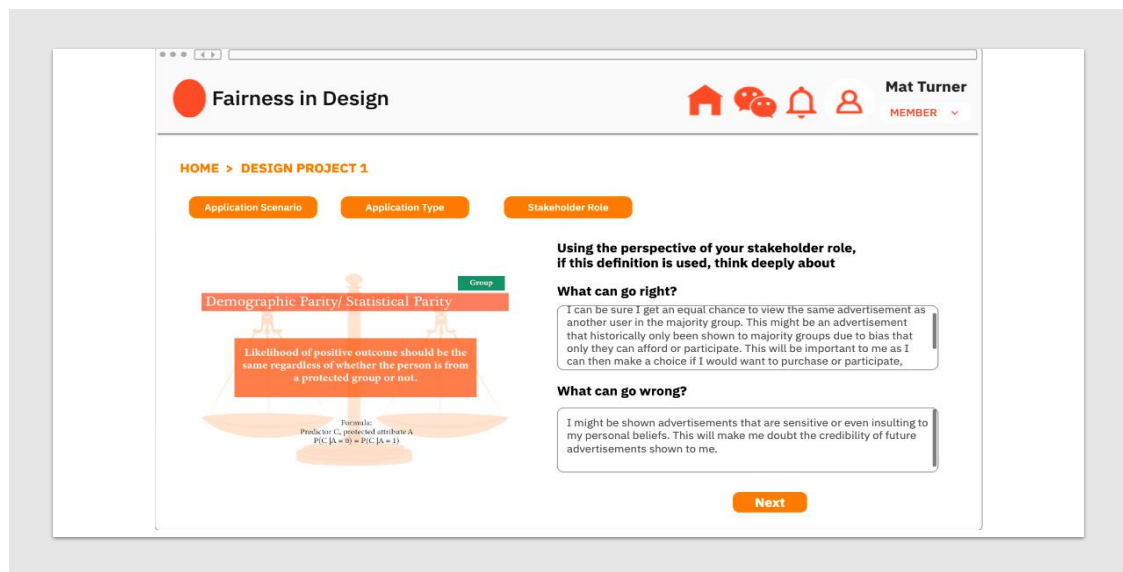 Fairness in Design
Mat Turner
MEMBER
HOME > DESIGN PROJECT 1
Application Scenario
Application Type
Stakeholder Role
Group
Demographic Parity/ Statistical Parity
Likelihood of positive outcome should be the
same regardless of whether the person is from
a protected group or not.
Formula:
Predictor C, protected attribute A
P(C |A = 0) = P(C |A = 1)
Using the perspective of your stakeholder role,
if this definition is used, think deeply about
What can go right?
I can be sure I get an equal chance to view the same advertisement as
another user in the majority group. This might be an advertisement
that historically only been shown to majority groups due to bias that
only they can afford or participate. This will be important to me as I
can then make a choice if I would want to purchase or participate,
What can go wrong?
I might be shown advertisements that are sensitive or even insulting to
my personal beliefs. This will make me doubt the credibility of future
advertisements shown to me.
Next